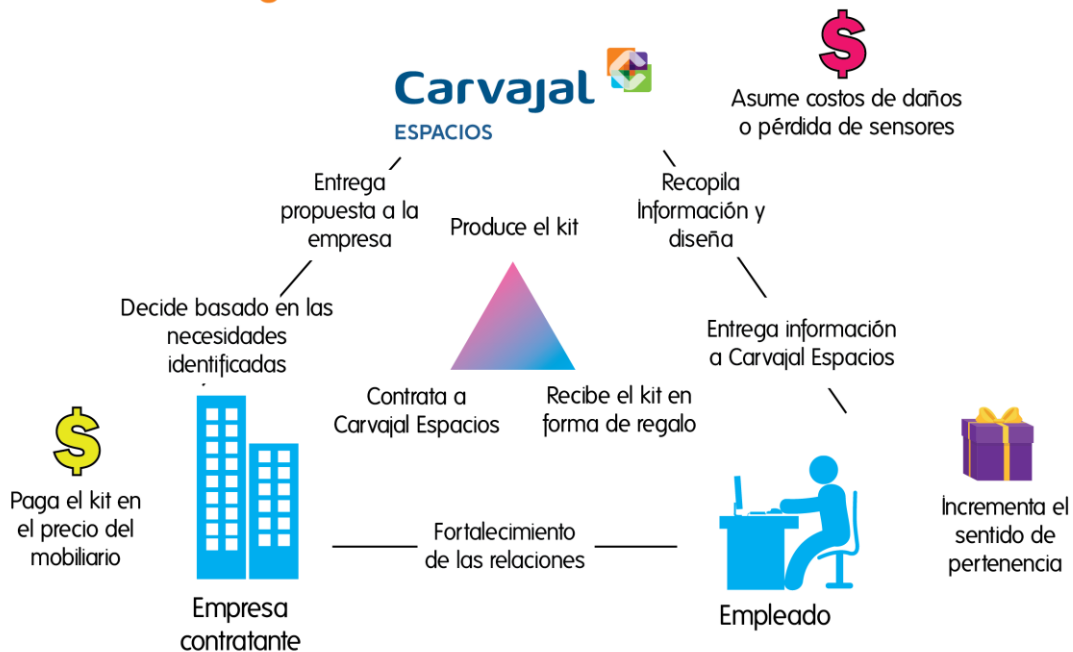 Carvajal
ESPACIOS
Asume costos de daños
o pérdida de sensores
Entrega
propuesta a la
empresa
Produce el kit
Recopila
Información y
diseña
Decide basado en las
necesidades
identificadas
Entrega información
a Carvajal Espacios
Contrata a
Carvajal Espacios
Recibe el kit en
forma de regalo
$
$
Paga el kit en
el precio del
mobiliario
Incrementa el
sentido de
pertenencia
Fortalecimiento
de las relaciones
Empresa
contratante
Empleado